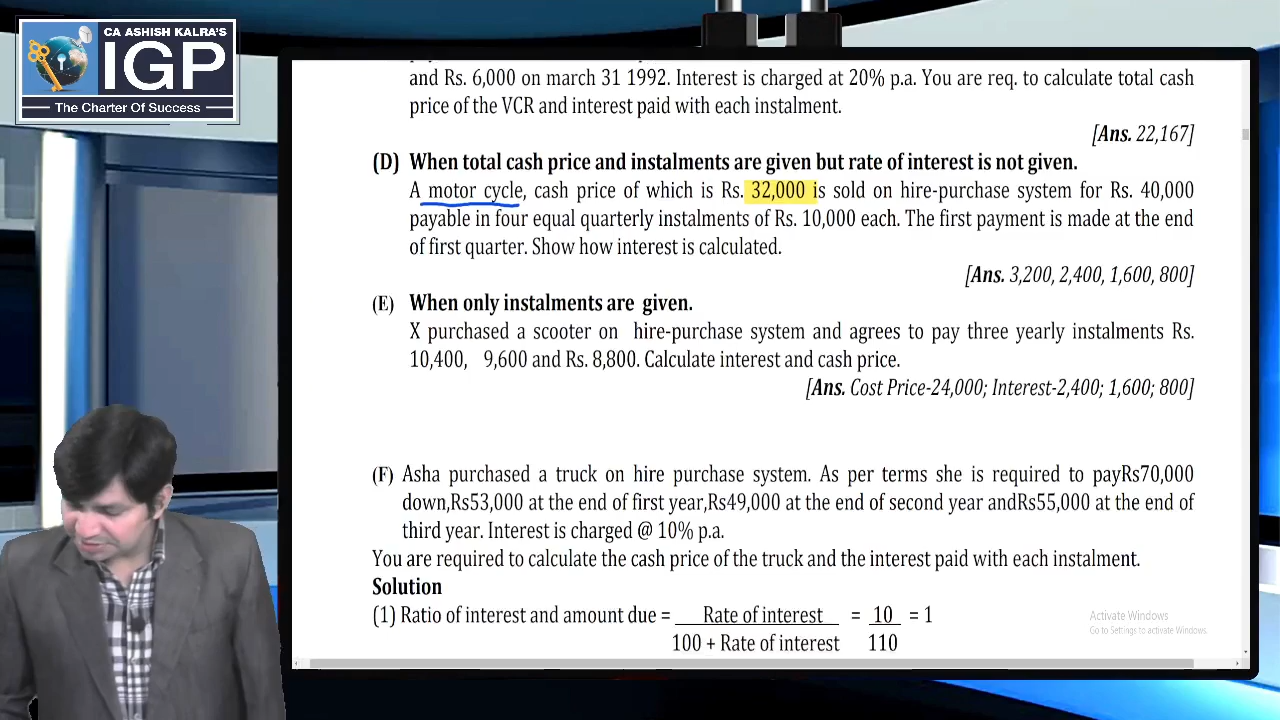 CA ASHISH KALRA'S
IGP
The Charter Of Success
and Rs. 6,000 on march 31 1992. Interest is charged at 20% p.a. You are req. to calculate total cash
price of the VCR and interest paid with each instalment.
[Ans. 22,167]
(D) When total cash price and instalments are given but rate of interest is not given.
A motor cycle, cash price of which is Rs. 32,000 is sold on hire-purchase system for Rs. 40,000
payable in four equal quarterly instalments of Rs. 10,000 each. The first payment is made at the end
of first quarter. Show how interest is calculated.
[Ans. 3,200, 2,400, 1,600, 800]
(E) When only instalments are given.
X purchased a scooter on hire-purchase system and agrees to pay three yearly instalments Rs.
10,400, 9,600 and Rs. 8,800. Calculate interest and cash price.
[Ans. Cost Price-24,000; Interest-2,400; 1,600; 800]
(F) Asha purchased a truck on hire purchase system. As per terms she is required to payRs70,000
down,Rs53,000 at the end of first year,Rs49,000 at the end of second year andRs55,000 at the end of
third year. Interest is charged @ 10% p.a.
You are required to calculate the cash price of the truck and the interest paid with each instalment.
Solution
(1) Ratio of interest and amount due = Rate of interest = 10 = 1
100 + Rate of interest 110
Activate Windows
Go to Settings to activate Windows.